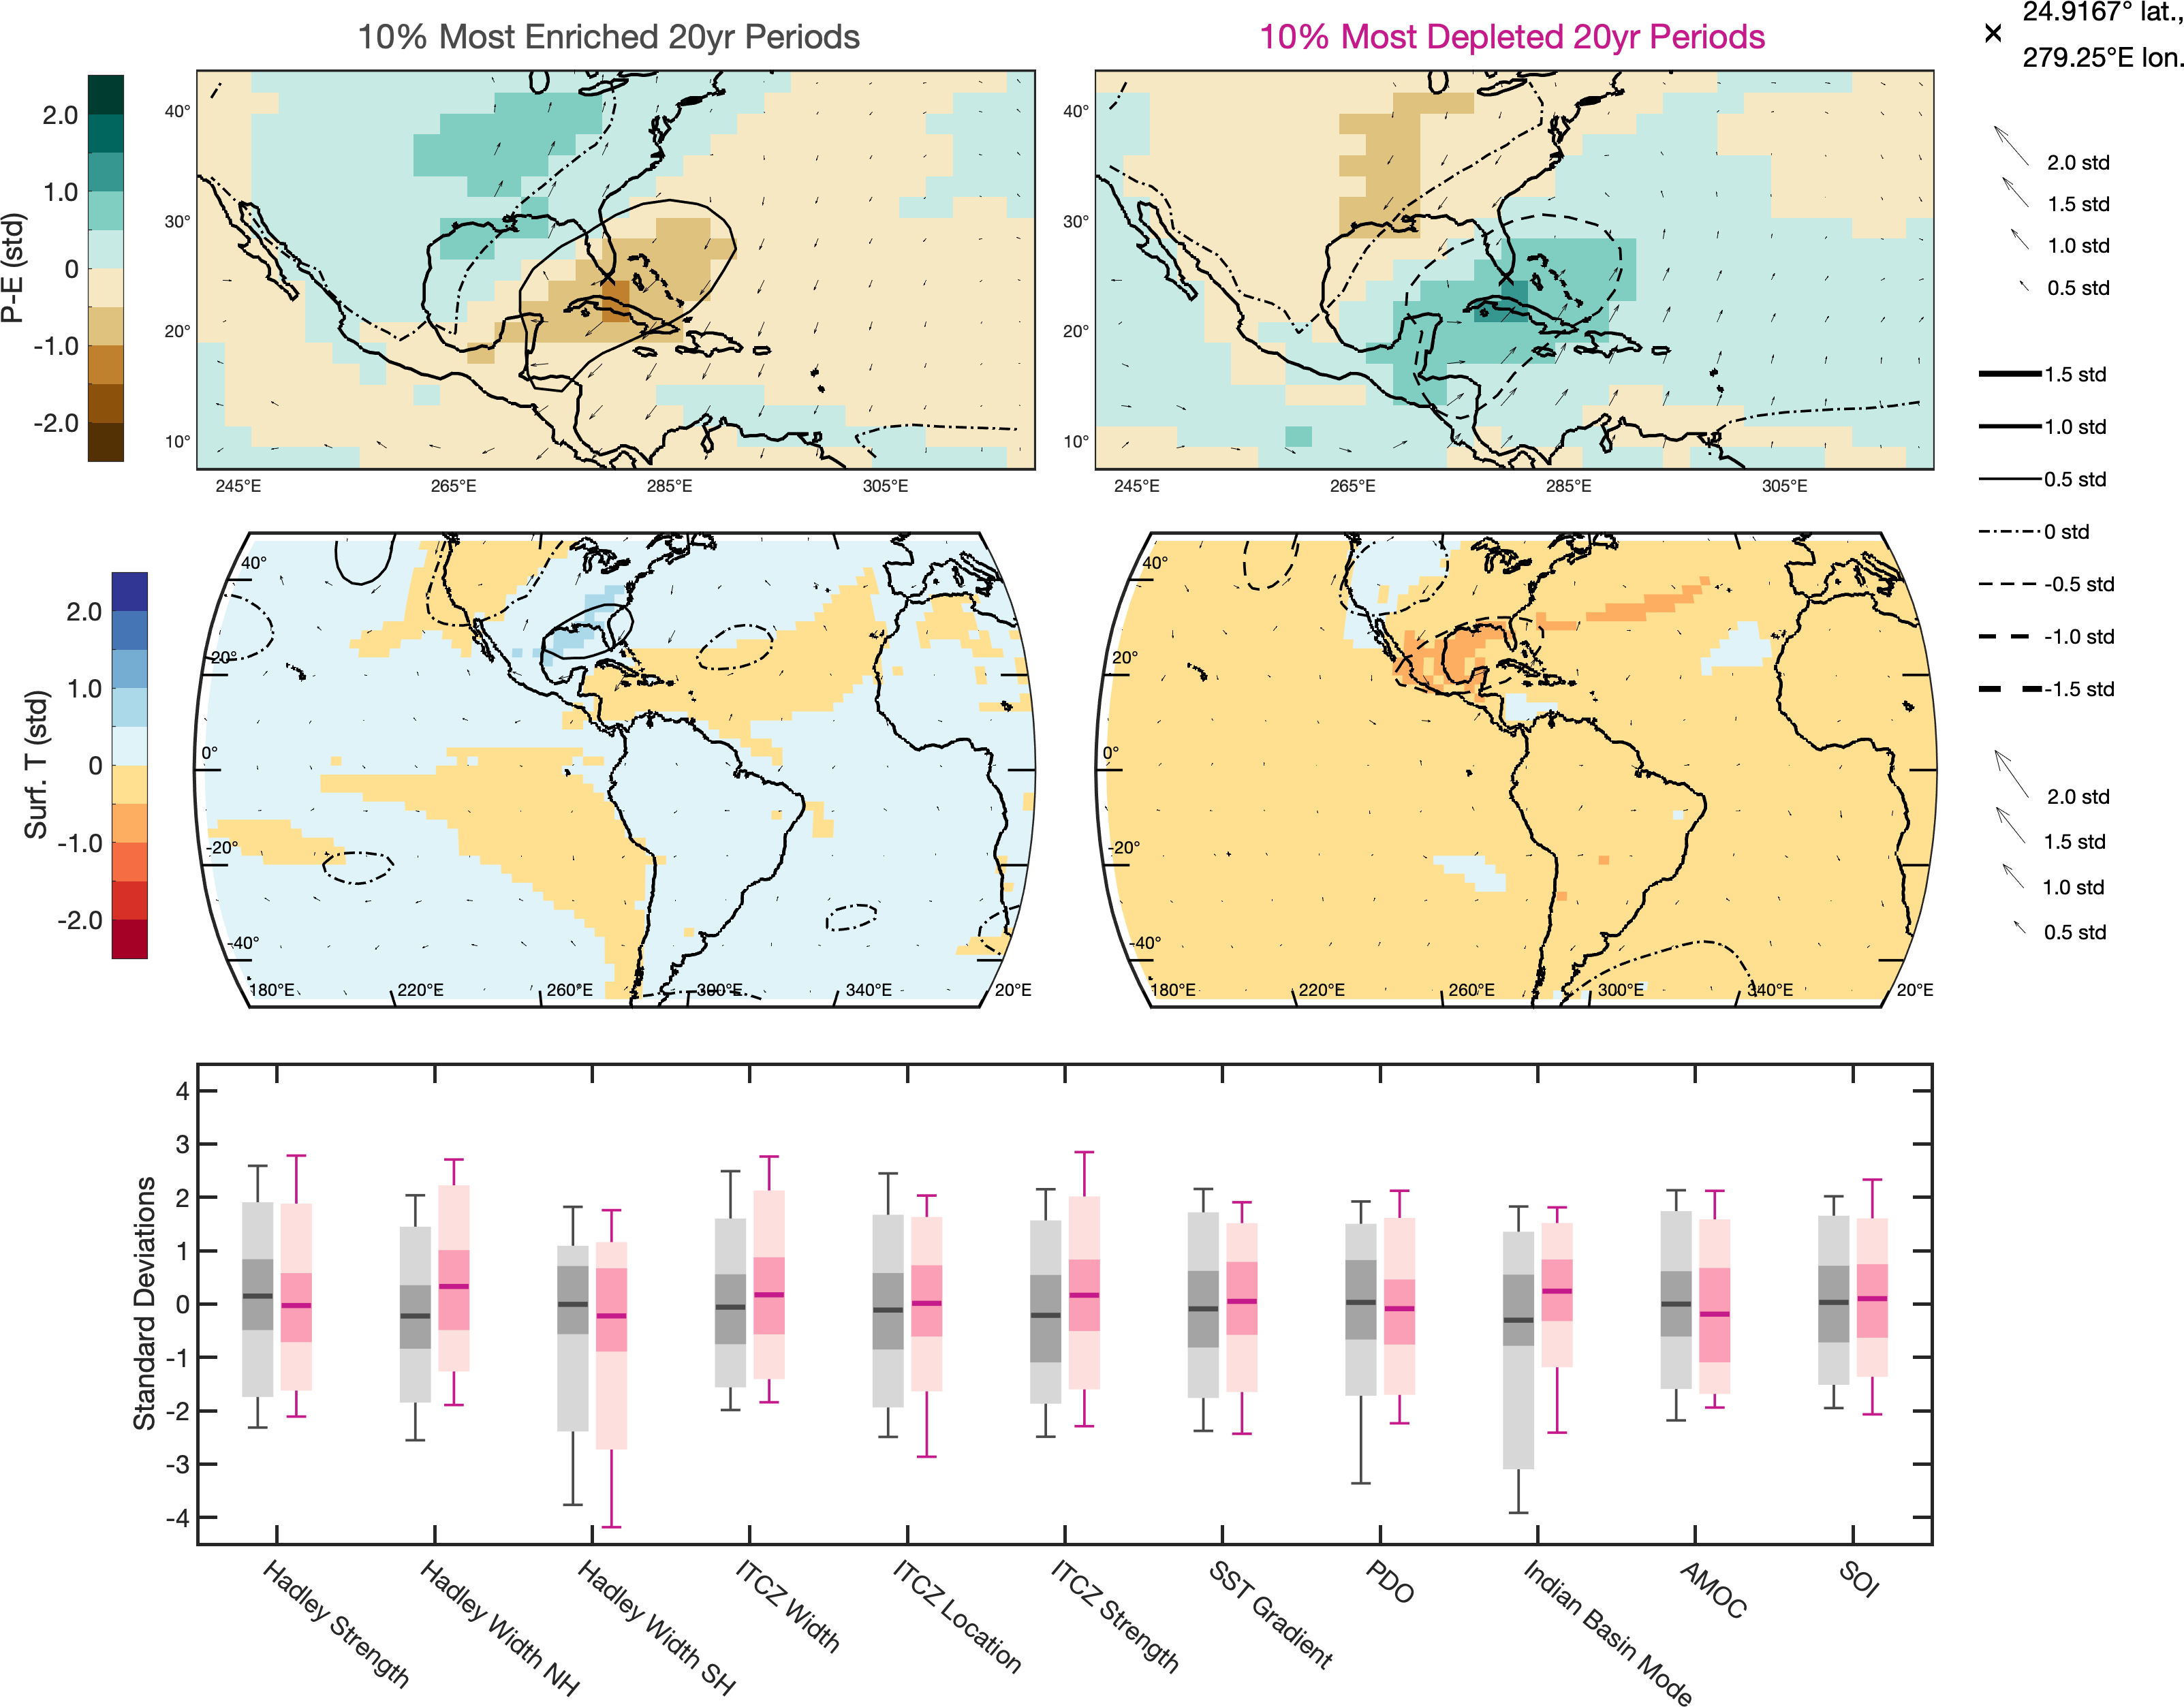 10% Most Enriched 20yr Periods
10% Most Depleted 20yr Periods
× 24.9167° lat.,
279.25°E lon.
P-E (std)
2.0
1.0
0
-1.0
-2.0
40°
30°
20°
10°
245°E 265°E 285°E 305°E
40°
30°
20°
10°
245°E 265°E 285°E 305°E
2.0 std
1.5 std
1.0 std
0.5 std
1.5 std
1.0 std
0.5 std
0 std
-0.5 std
-1.0 std
-1.5 std
Surf. T (std)
2.0
1.0
0
-1.0
-2.0
40°
20°
0°
-20°
-40°
180°E 220°E 260°E 300°E 340°E 20°E
40°
20°
0°
-20°
-40°
180°E 220°E 260°E 300°E 340°E 20°E
2.0 std
1.5 std
1.0 std
0.5 std
Standard Deviations
4
3
2
1
0
-1
-2
-3
-4
Hadley Strength
Hadley Width NH
Hadley Width SH
ITCZ Width
ITCZ Location
ITCZ Strength
SST Gradient
PDO
Indian Basin Mode
AMOC
SOI